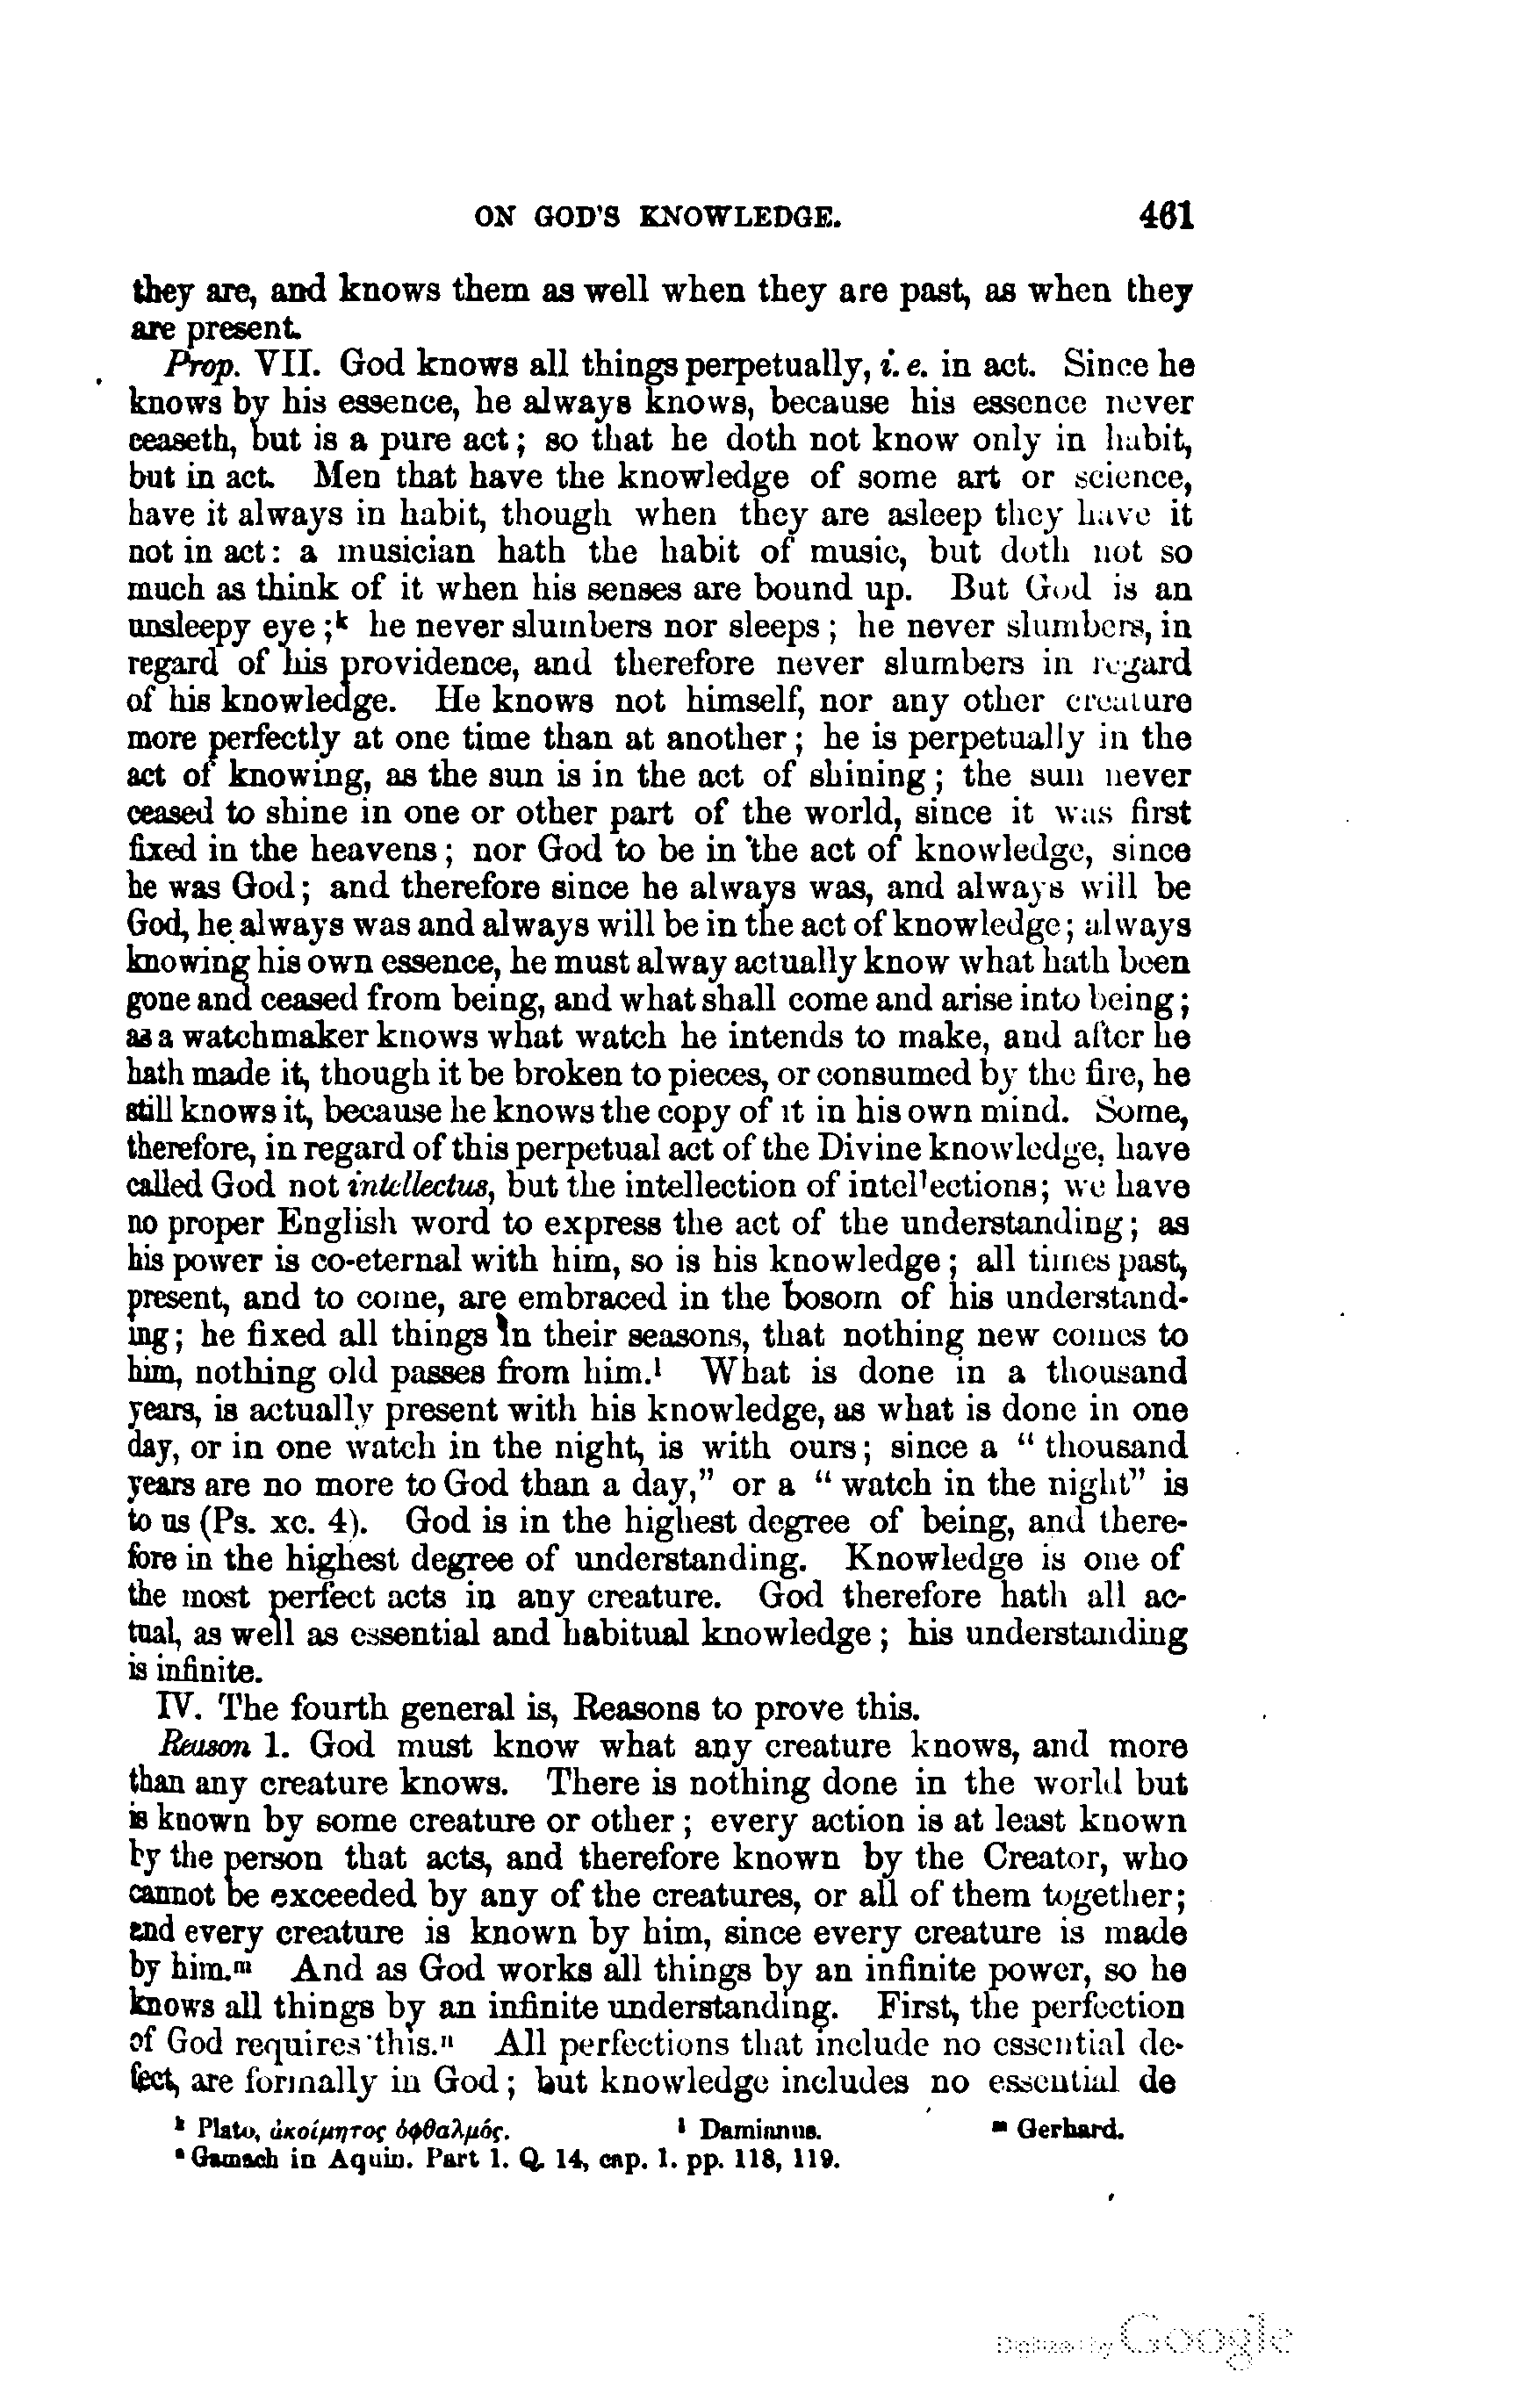 ON GOD'S KNOWLEDGE. 461
they are, and knows them as well when they are past, as when they
are present.
Prop. VII. God knows all things perpetually, i. e. in act. Since he
knows by his essence, he always knows, because his essence never
ceaseth, but is a pure act; so that he doth not know only in habit,
but in act. Men that have the knowledge of some art or science,
have it always in habit, though when they are asleep they have it
not in act: a musician hath the habit of music, but doth not so
much as think of it when his senses are bound up. But God is an
unsleepy eye;k he never slumbers nor sleeps; he never slumbers, in
regard of his providence, and therefore never slumbers in regard
of his knowledge. He knows not himself, nor any other creature
more perfectly at one time than at another; he is perpetually in the
act of knowing, as the sun is in the act of shining; the sun never
ceased to shine in one or other part of the world, since it was first
fixed in the heavens; nor God to be in the act of knowledge, since
he was God; and therefore since he always was, and always will be
God, he always was and always will be in the act of knowledge; always
knowing his own essence, he must alway actually know what hath been
gone and ceased from being, and what shall come and arise into being;
as a watchmaker knows what watch he intends to make, and after he
hath made it, though it be broken to pieces, or consumed by the fire, he
still knows it, because he knows the copy of it in his own mind. Some,
therefore, in regard of this perpetual act of the Divine knowledge, have
called God not intellectus, but the intellection of intellections; we have
no proper English word to express the act of the understanding; as
his power is co-eternal with him, so is his knowledge; all times past,
present, and to come, are embraced in the bosom of his understand-
ing; he fixed all things in their seasons, that nothing new comes to
him, nothing old passes from him.l What is done in a thousand
years, is actually present with his knowledge, as what is done in one
day, or in one watch in the night, is with ours; since a "thousand
years are no more to God than a day," or a "watch in the night" is
to us (Ps. xc. 4). God is in the highest degree of being, and there-
fore in the highest degree of understanding. Knowledge is one of
the most perfect acts in any creature. God therefore hath all ac-
tual, as well as essential and habitual knowledge; his understanding
is infinite.
IV. The fourth general is, Reasons to prove this.
Reason 1. God must know what any creature knows, and more
than any creature knows. There is nothing done in the world but
is known by some creature or other; every action is at least known
by the person that acts, and therefore known by the Creator, who
cannot be exceeded by any of the creatures, or all of them together;
and every creature is known by him, since every creature is made
by him.m And as God works all things by an infinite power, so he
knows all things by an infinite understanding. First, the perfection
of God requires this.n All perfections that include no essential de-
fect, are formally in God; but knowledge includes no essential de
k Plato, ἀκοίμητος ὀφθαλμός. l Damianus. m Gerhard.
n Gamach in Aquin. Part 1. Q. 14, cap. 1. pp. 118, 119.
Digitized by Google